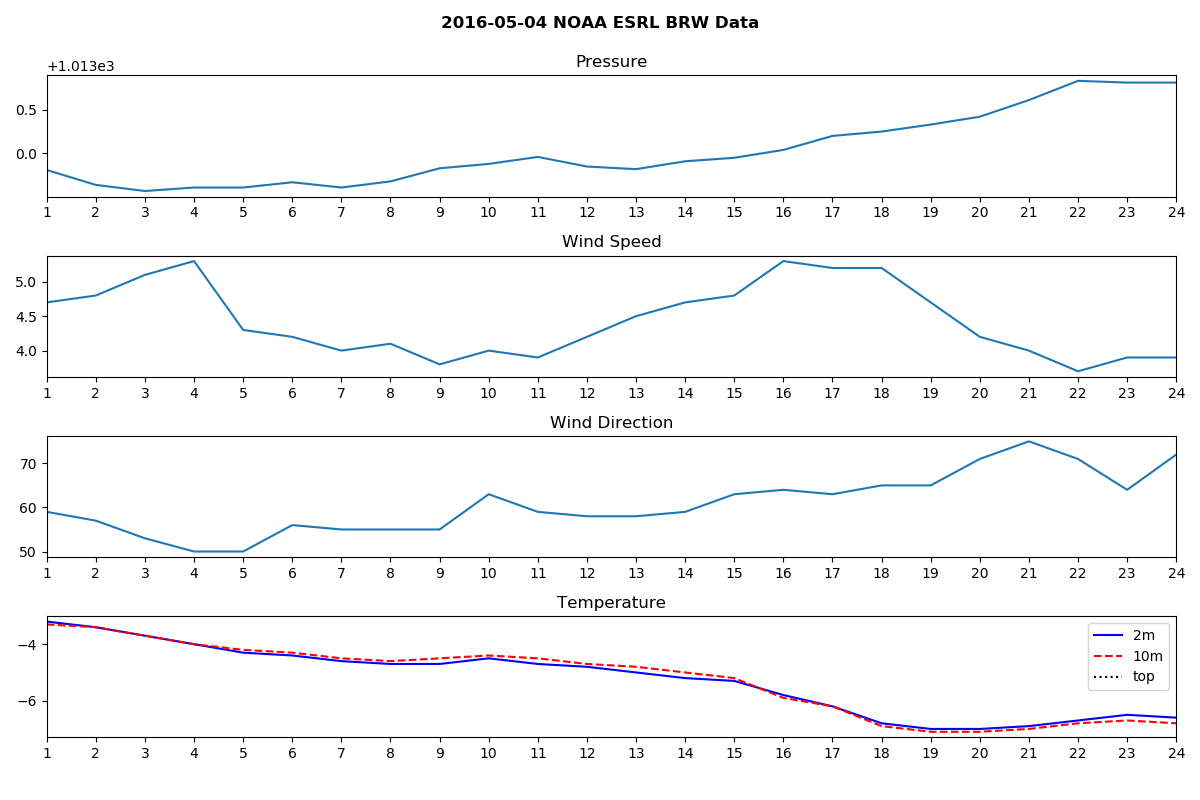 2016-05-04 NOAA ESRL BRW Data
Pressure
+1.013e3
0.5
0.0
1 2 3 4 5 6 7 8 9 10 11 12 13 14 15 16 17 18 19 20 21 22 23 24
Wind Speed
5.0
4.5
4.0
1 2 3 4 5 6 7 8 9 10 11 12 13 14 15 16 17 18 19 20 21 22 23 24
Wind Direction
70
60
50
1 2 3 4 5 6 7 8 9 10 11 12 13 14 15 16 17 18 19 20 21 22 23 24
Temperature
−4
−6
2m
10m
top
1 2 3 4 5 6 7 8 9 10 11 12 13 14 15 16 17 18 19 20 21 22 23 24